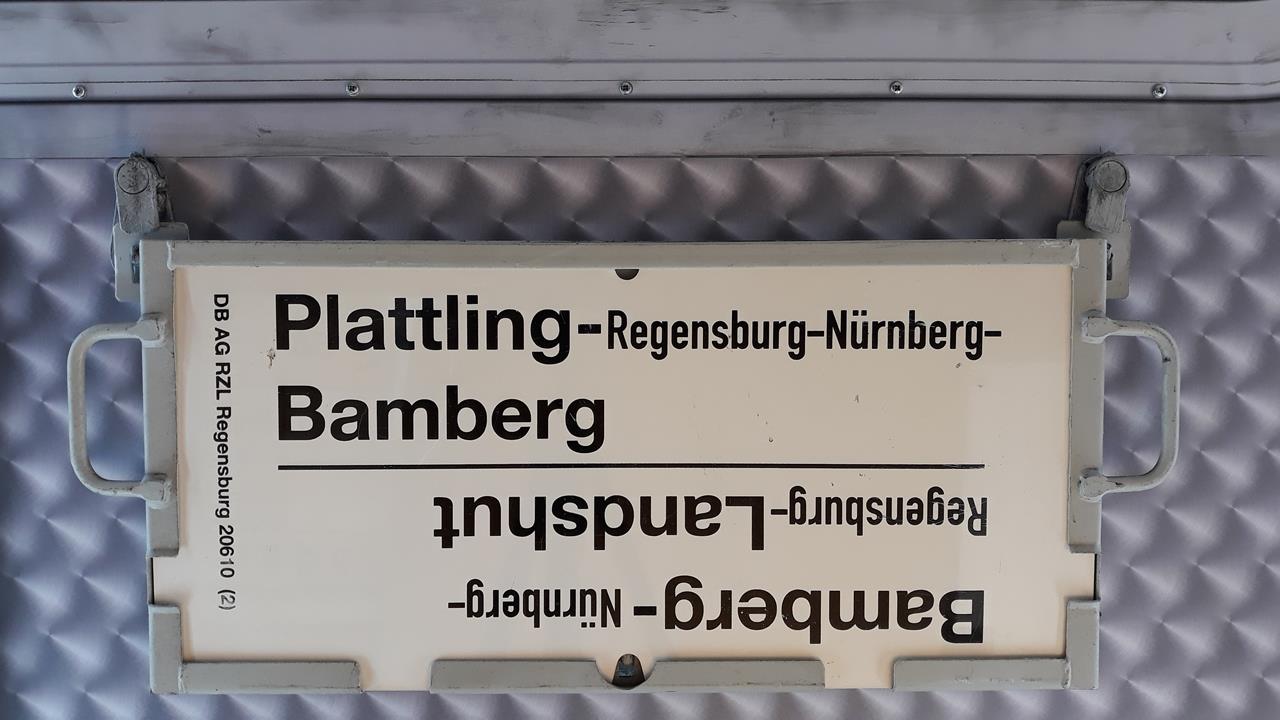 Plattling-Regensburg-Nürnberg-
Bamberg
Bamberg-Nürnberg-
Regensburg-Landshut
DB AG RZL Regensburg 20610 (2)